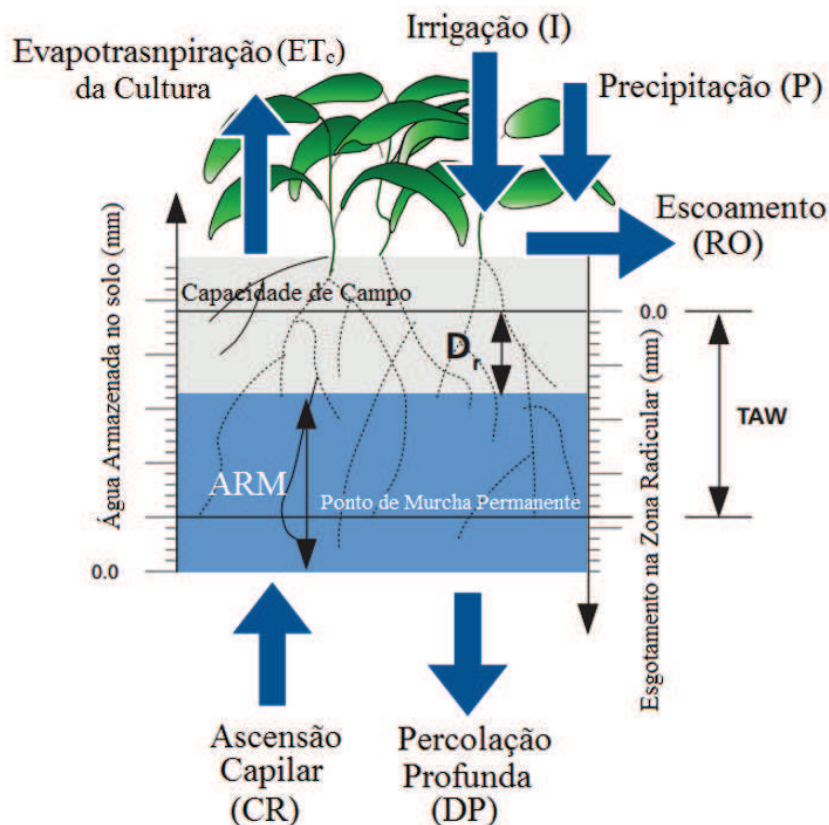 Irrigação (I)
Evapotrasnpiração (ETc)
da Cultura
Precipitação (P)
Escoamento
(RO)
Água Armazenada no solo (mm)
Capacidade de Campo
0.0
Dr
TAW
ARM
Ponto de Murcha Permanente
0.0
Esgotamento na Zona Radicular (mm)
Ascensão
Capilar
(CR)
Percolação
Profunda
(DP)